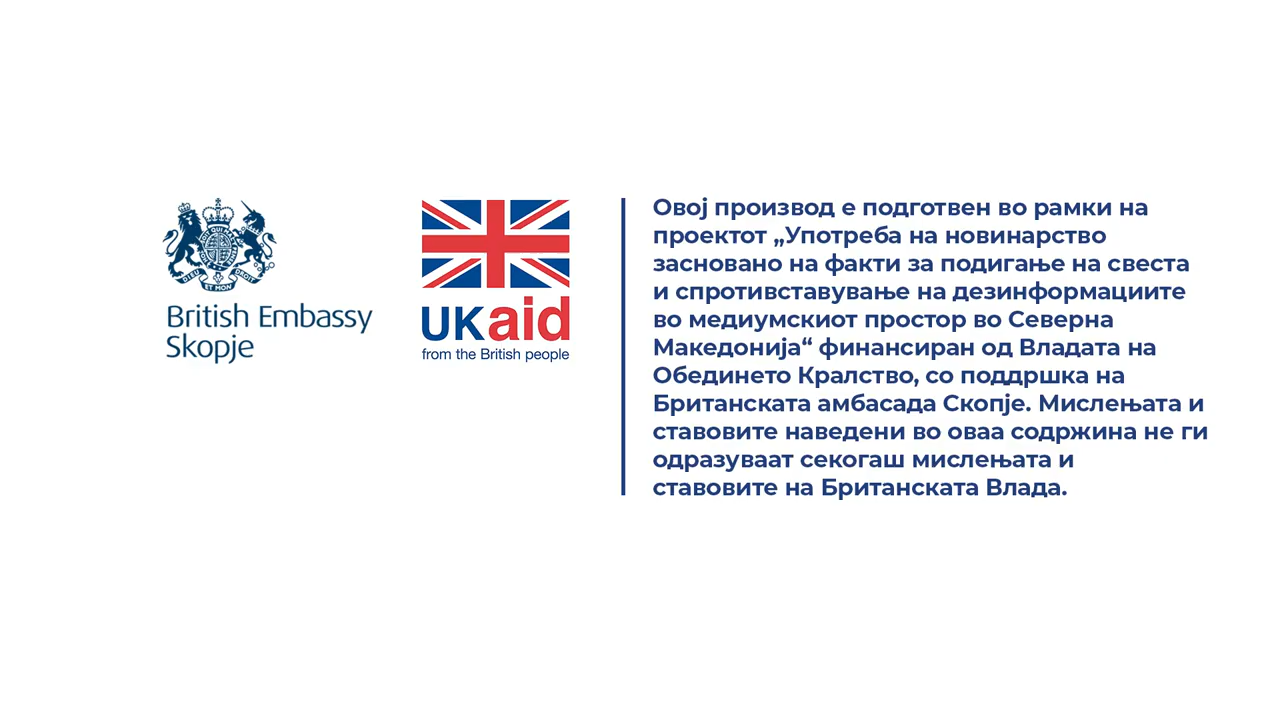 British Embassy
Skopje
UKaid
from the British people
Овој производ е подготвен во рамки на
проектот „Употреба на новинарство
засновано на факти за подигање на свеста
и спротивставување на дезинформациите
во медиумскиот простор во Северна
Македонија“ финансиран од Владата на
Обединето Кралство, со поддршка на
Британската амбасада Скопје. Мислењата и
ставовите наведени во оваа содржина не ги
одразуваат секогаш мислењата и
ставовите на Британската Влада.